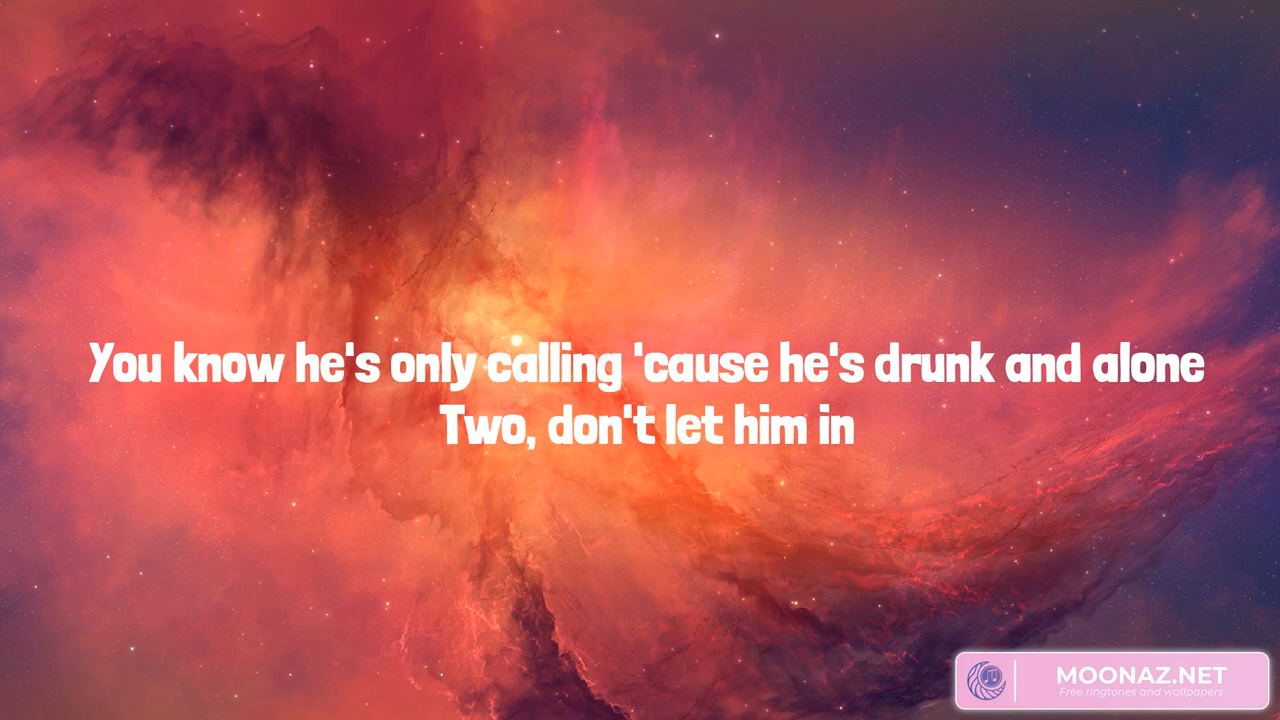 You know he's only calling 'cause he's drunk and alone
Two, don't let him in
MOONAZ.NET
Free ringtones and wallpapers